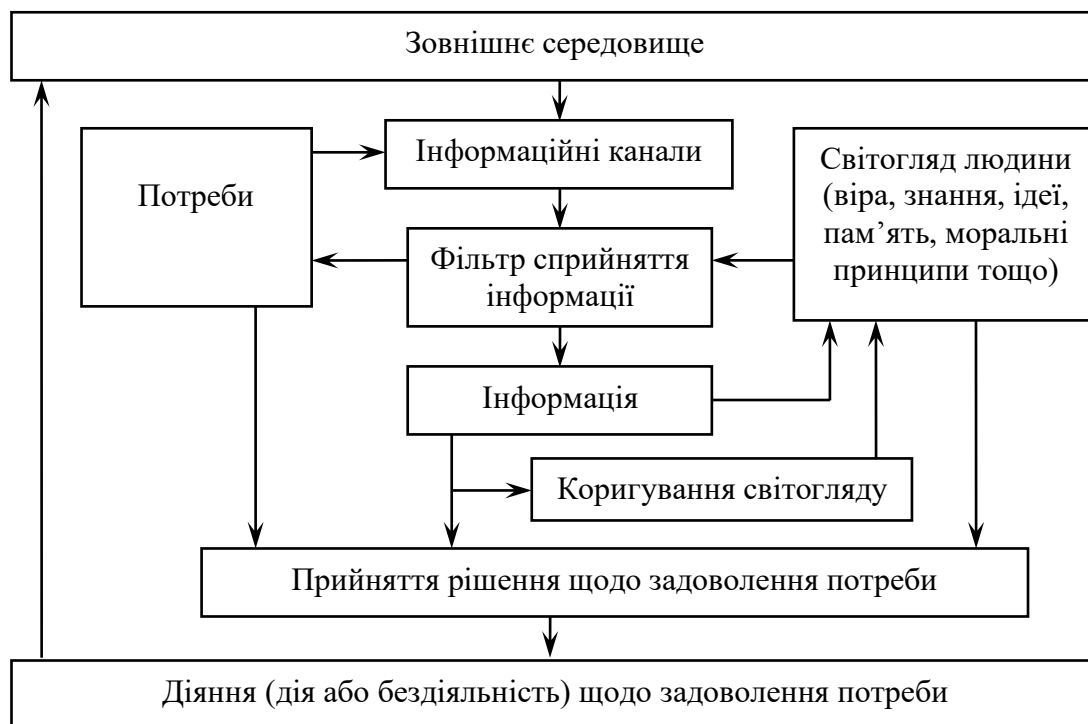 Зовнішнє середовище
Інформаційні канали
Потреби
Світогляд людини
(віра, знання, ідеї,
пам’ять, моральні
принципи тощо)
Фільтр сприйняття
інформації
Інформація
Коригування світогляду
Прийняття рішення щодо задоволення потреби
Діяння (дія або бездіяльність) щодо задоволення потреби